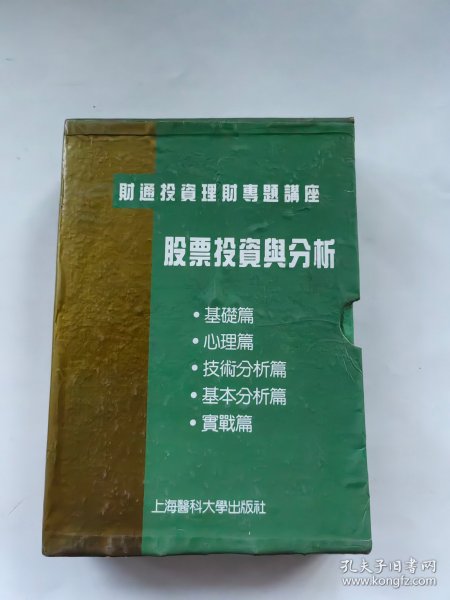 財通投資理財專題講座
股票投資與分析
·基礎篇
·心理篇
·技術分析篇
·基本分析篇
·實戰篇
上海醫科大學出版社
孔夫子旧书网
www.kongfz.com